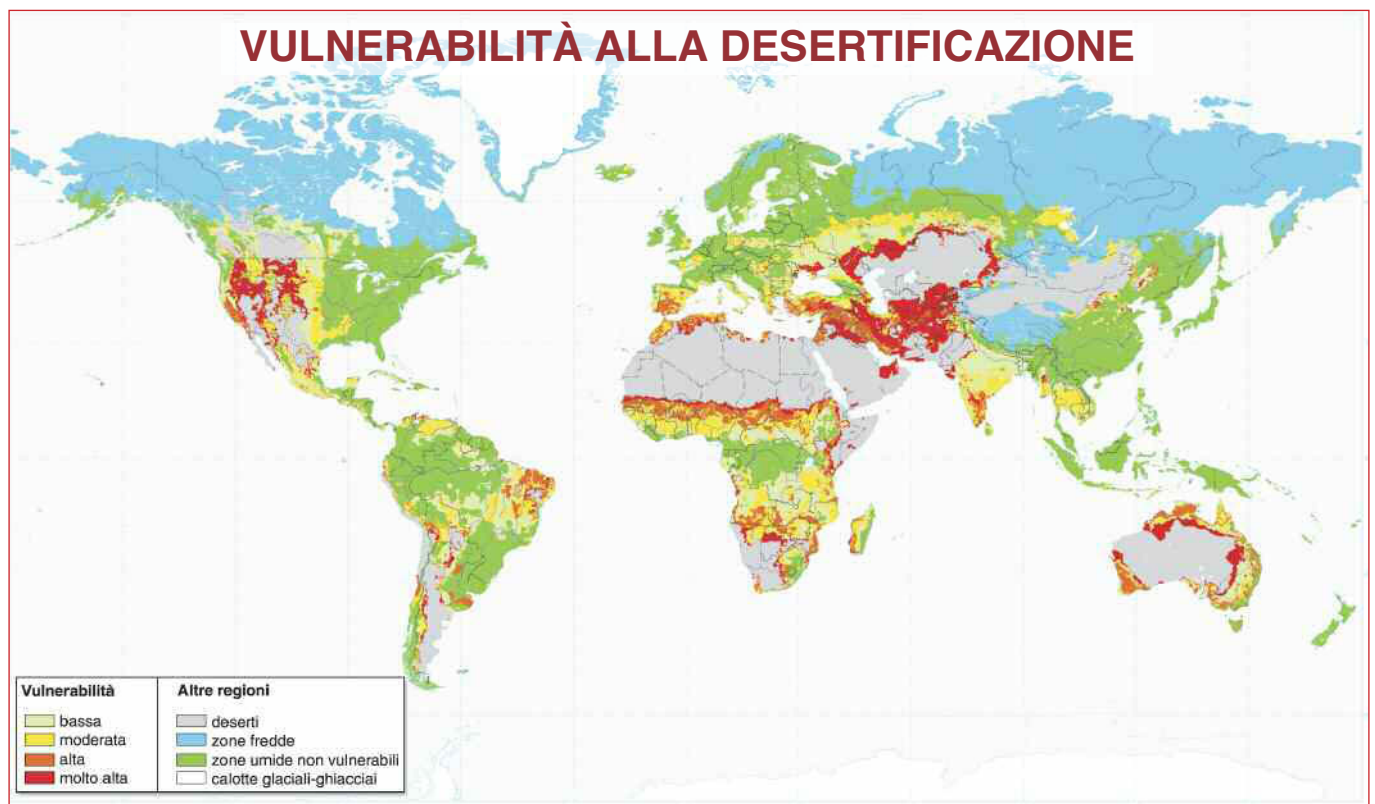 VULNERABILITÀ ALLA DESERTIFICAZIONE
Vulnerabilità
bassa
moderata
alta
molto alta
Altre regioni
deserti
zone fredde
zone umide non vulnerabili
calotte glaciali-ghiacciai